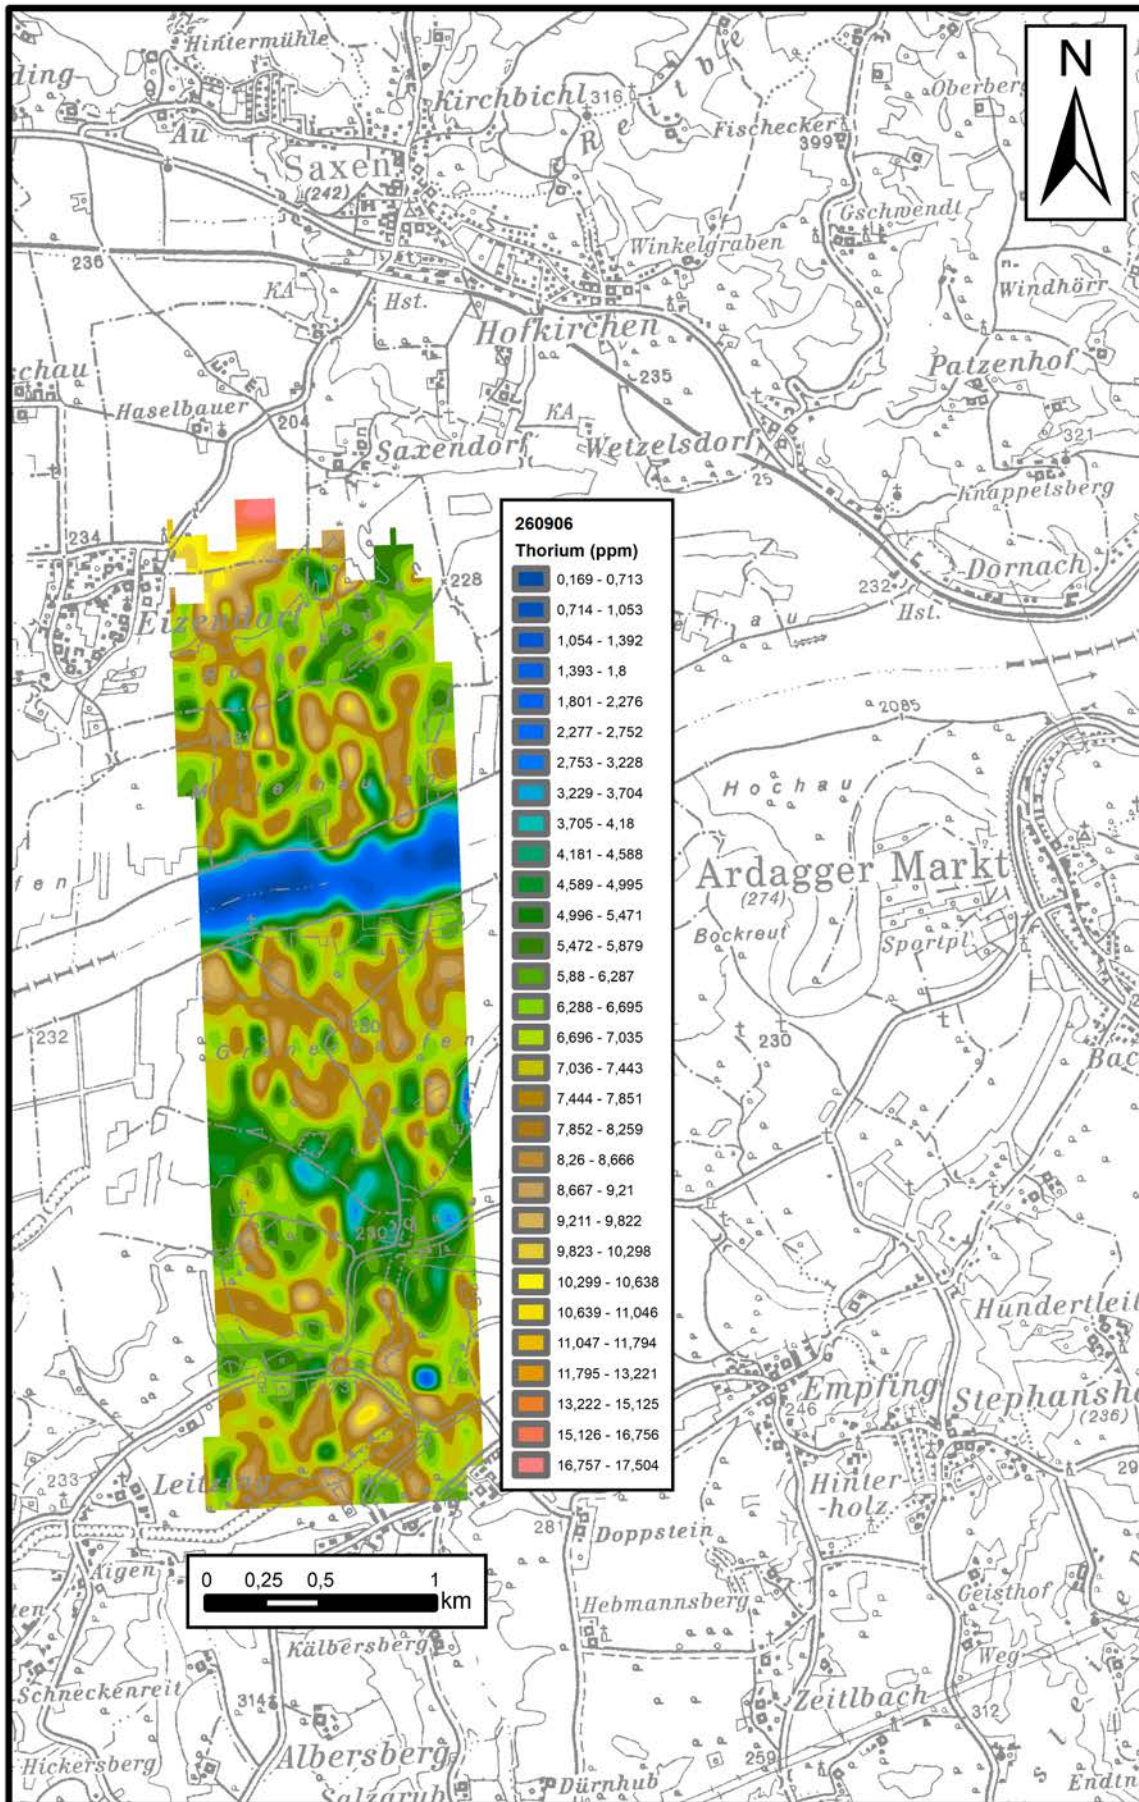 Hintermühle
ding
Au
Kirchbichl
316
Oberberg
Fischecker
399
N
Saxen
(242)
Gschwendt
Winkelgraben
236
KA
Hst.
Windhörr
Hofkirchen
schau
235
Patzenhof
Haselbauer
204
KA
Saxendorf
Wetzelsdorf
321
25
Knappetsberg
234
228
Dornach
232
Hst.
Eizendorf
260906
Thorium (ppm)
0,169 - 0,713
0,714 - 1,053
1,054 - 1,392
1,393 - 1,8
1,801 - 2,276
2,277 - 2,752
2,753 - 3,228
3,229 - 3,704
3,705 - 4,18
4,181 - 4,588
4,589 - 4,995
4,996 - 5,471
5,472 - 5,879
5,88 - 6,287
6,288 - 6,695
6,696 - 7,035
7,036 - 7,443
7,444 - 7,851
7,852 - 8,259
8,26 - 8,666
8,667 - 9,21
9,211 - 9,822
9,823 - 10,298
10,299 - 10,638
10,639 - 11,046
11,047 - 11,794
11,795 - 13,221
13,222 - 15,125
15,126 - 16,756
16,757 - 17,504
2085
Hochau
Ardagger Markt
(274)
Bockreut
Sportpl.
232
230
Bac
Hundertleit
Empfing
246
Stephansha
(236)
233
Leitzing
Hinter-
-holz
281
Doppstein
Aigen
0 0,25 0,5 1
km
Hebmannsberg
Geisthof
Kälbersberg
Weg
Schneckenreit
314
Zeitlbach
312
Hickersberg
Albersberg
259
Salzgrub
Dürnhub
Endtn